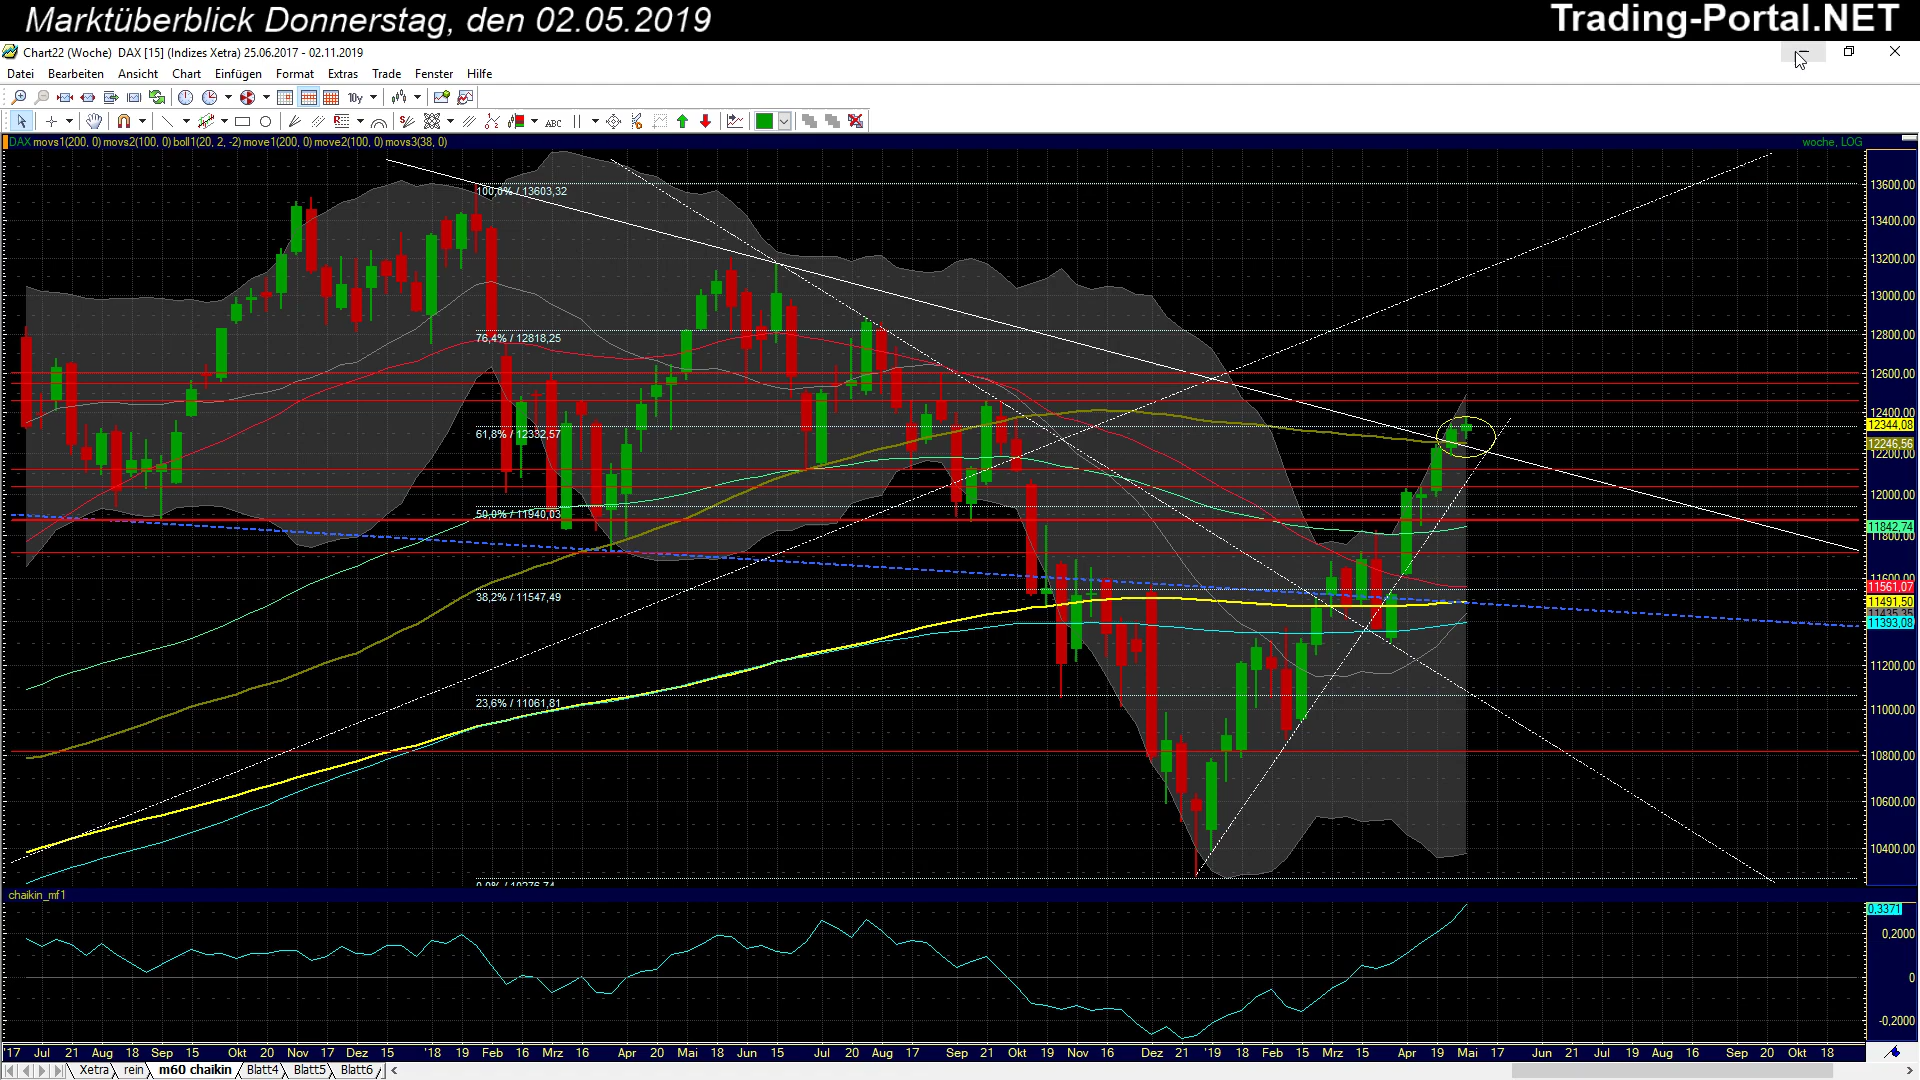 Marktüberblick Donnerstag, den 02.05.2019
Trading-Portal.NET
Chart22 (Woche) DAX [15] (Indizes Xetra) 25.06.2017 - 02.11.2019
Datei Bearbeiten Ansicht Chart Einfügen Format Extras Trade Fenster Hilfe
10y
ABC
DAX movs1(200, 0) movs2(100, 0) boll1(20, 2, -2) move1(200, 0) move2(100, 0) movs3(38, 0)
woche, LOG
100,0% / 13603,32
76,4% / 12818,25
61,8% / 12332,57
50,0% / 11940,03
38,2% / 11547,49
23,6% / 11061,81
0,0% / 10276,74
13600,00
13400,00
13200,00
13000,00
12800,00
12600,00
12400,00
12344,08
12246,56
12200,00
12000,00
11842,74
11800,00
11600,00
11561,07
11491,50
11435,35
11393,08
11200,00
11000,00
10800,00
10600,00
10400,00
chaikin_mf1
0,3371
0,2000
0
-0,2000
'17 Jul 21 Aug 18 Sep 15 Okt 20 Nov 17 Dez 15 '18 19 Feb 16 Mrz 16 Apr 20 Mai 18 Jun 15 Jul 20 Aug 17 Sep 21 Okt 19 Nov 16 Dez 21 '19 18 Feb 15 Mrz 15 Apr 19 Mai 17 Jun 21 Jul 19 Aug 16 Sep 20 Okt 18
Xetra rein m60 chaikin Blatt4 Blatt5 Blatt6